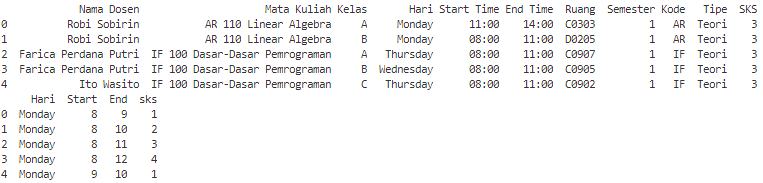 Nama Dosen Mata Kuliah Kelas Hari Start Time End Time Ruang Semester Kode Tipe SKS
0 Robi Sobirin AR 110 Linear Algebra A Monday 11:00 14:00 C0303 1 AR Teori 3
1 Robi Sobirin AR 110 Linear Algebra B Monday 08:00 11:00 D0205 1 AR Teori 3
2 Farica Perdana Putri IF 100 Dasar-Dasar Pemrograman A Thursday 08:00 11:00 C0907 1 IF Teori 3
3 Farica Perdana Putri IF 100 Dasar-Dasar Pemrograman B Wednesday 08:00 11:00 C0905 1 IF Teori 3
4 Ito Wasito IF 100 Dasar-Dasar Pemrograman C Thursday 08:00 11:00 C0902 1 IF Teori 3
Hari Start End sks
0 Monday 8 9 1
1 Monday 8 10 2
2 Monday 8 11 3
3 Monday 8 12 4
4 Monday 9 10 1